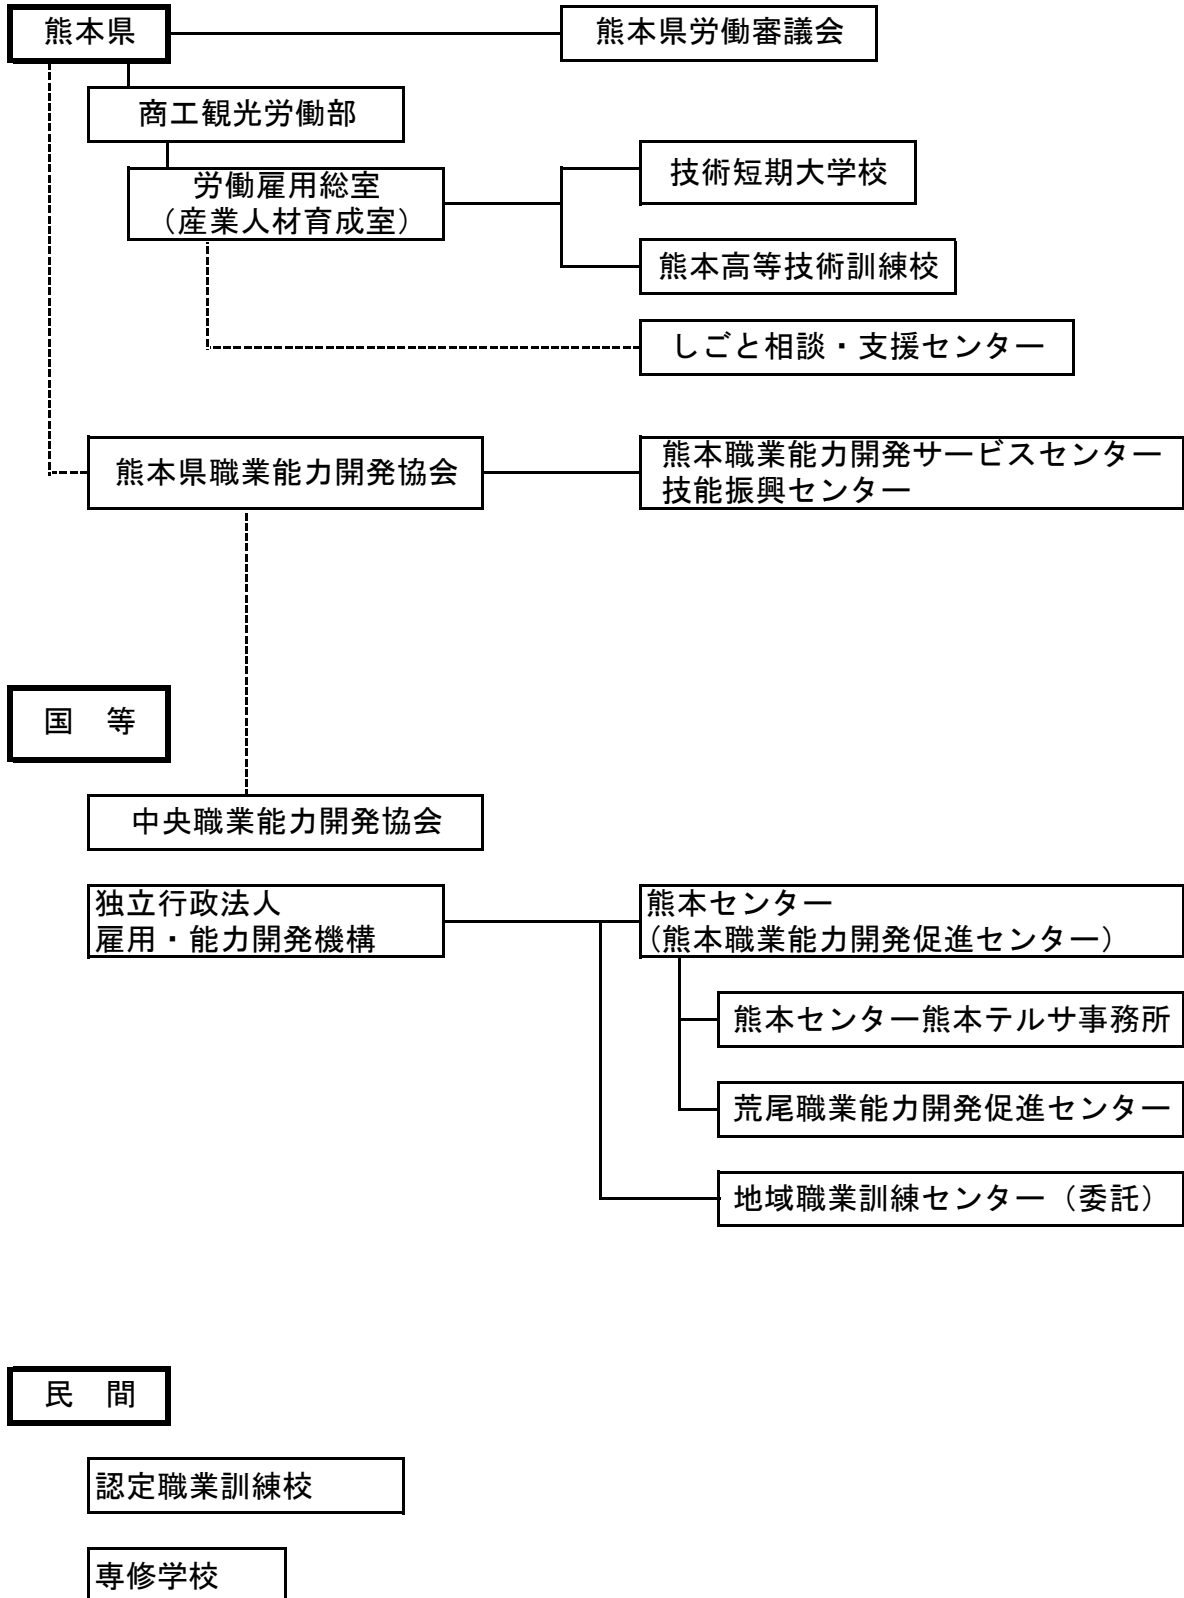 熊本県
熊本県労働審議会
商工観光労働部
労働雇用総室
（産業人材育成室）
技術短期大学校
熊本高等技術訓練校
しごと相談・支援センター
熊本県職業能力開発協会
熊本職業能力開発サービスセンター
技能振興センター
国　等
中央職業能力開発協会
独立行政法人
雇用・能力開発機構
熊本センター
（熊本職業能力開発促進センター）
熊本センター熊本テルサ事務所
荒尾職業能力開発促進センター
地域職業訓練センター（委託）
民　間
認定職業訓練校
専修学校